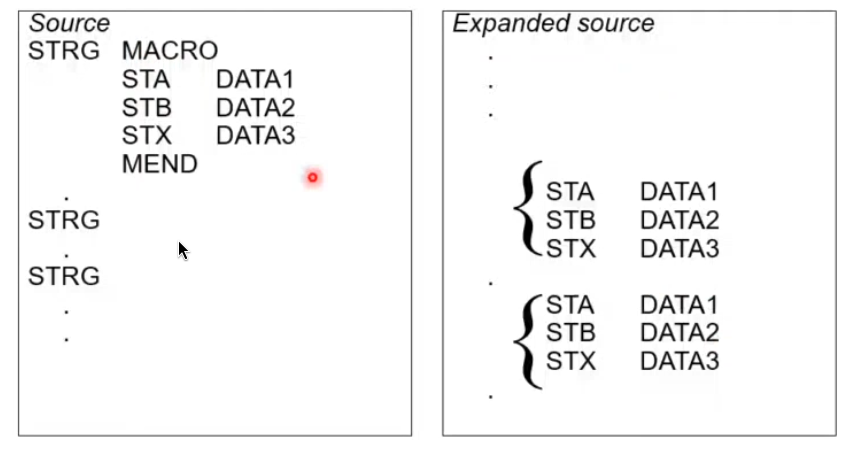 Source
STRG MACRO
STA DATA1
STB DATA2
STX DATA3
MEND
.
STRG
.
STRG
.
.
Expanded source
.
.
.
{ STA DATA1
STB DATA2
STX DATA3
.
{ STA DATA1
STB DATA2
STX DATA3
.